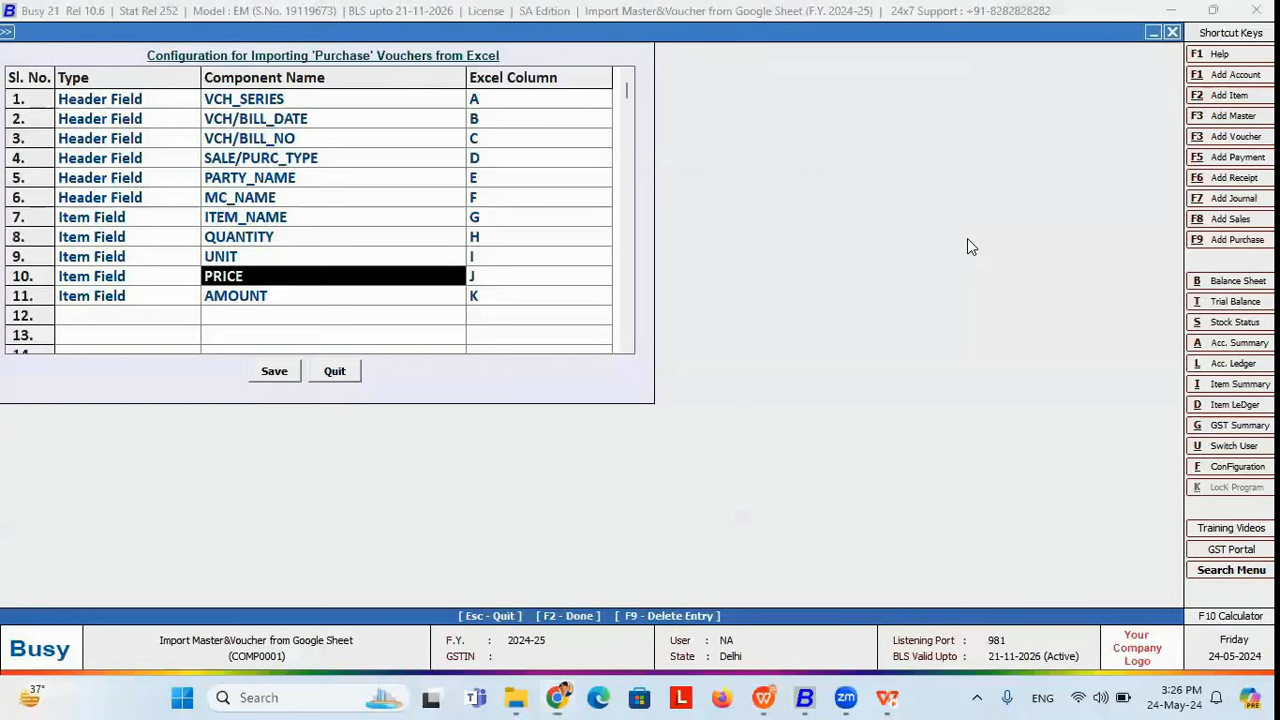 Busy 21 Rel 10.6 | Stat Rel 252 | Model : EM (S.No. 19119673) | BLS upto 21-11-2026 | License | SA Edition | Import Master&Voucher from Google Sheet (F.Y. 2024-25) | 24x7 Support : +91-8282828282
>>
Shortcut Keys
Configuration for Importing 'Purchase' Vouchers from Excel
Sl. No. Type Component Name Excel Column
1. Header Field VCH_SERIES A
2. Header Field VCH/BILL_DATE B
3. Header Field VCH/BILL_NO C
4. Header Field SALE/PURC_TYPE D
5. Header Field PARTY_NAME E
6. Header Field MC_NAME F
7. Item Field ITEM_NAME G
8. Item Field QUANTITY H
9. Item Field UNIT I
10. Item Field PRICE J
11. Item Field AMOUNT K
12.
13.
14
Save Quit
F1 Help
F1 Add Account
F2 Add Item
F3 Add Master
F3 Add Voucher
F5 Add Payment
F6 Add Receipt
F7 Add Journal
F8 Add Sales
F9 Add Purchase
B Balance Sheet
T Trial Balance
S Stock Status
A Acc. Summary
L Acc. Ledger
I Item Summary
D Item LeDger
G GST Summary
U Switch User
F ConFiguration
K LocK Program
Training Videos
GST Portal
Search Menu
[ Esc - Quit ] [ F2 - Done ] [ F9 - Delete Entry ]
F10 Calculator
Busy
Import Master&Voucher from Google Sheet
(COMP0001)
F.Y. : 2024-25
GSTIN :
User : NA
State : Delhi
Listening Port : 981
BLS Valid Upto : 21-11-2026 (Active)
Your
Company
Logo
Friday
24-05-2024
37°
Search
ENG
3:26 PM
24-May-24
PRE